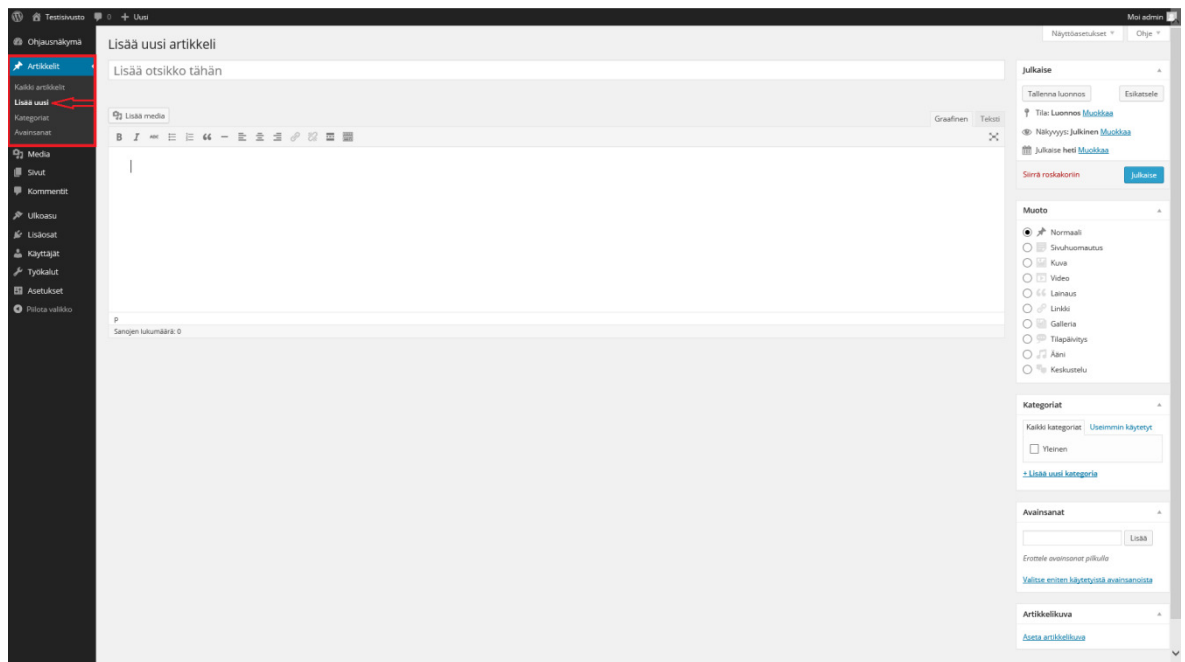 Testisivusto 0 + Uusi Moi admin
Ohjausnäkymä
Artikkelit
Kaikki artikkelit
Lisää uusi
Kategoriat
Avainsanat
Media
Sivut
Kommentit
Ulkoasu
Lisäosat
Käyttäjät
Työkalut
Asetukset
Piilota valikko
Näyttöasetukset Ohje
Lisää uusi artikkeli
Lisää otsikko tähän
Lisää media
Graafinen Teksti
B I ABC
p
Sanojen lukumäärä: 0
Julkaise
Tallenna luonnos Esikatsele
Tila: Luonnos Muokkaa
Näkyvyys: Julkinen Muokkaa
Julkaise heti Muokkaa
Siirrä roskakoriin Julkaise
Muoto
Normaali
Sivuhuomautus
Kuva
Video
Lainaus
Linkki
Galleria
Tilapäivitys
Ääni
Keskustelu
Kategoriat
Kaikki kategoriat Useimmin käytetyt
Yleinen
+ Lisää uusi kategoria
Avainsanat
Lisää
Erottele avainsanat pilkulla
Valitse eniten käytetyistä avainsanoista
Artikkelikuva
Aseta artikkelikuva